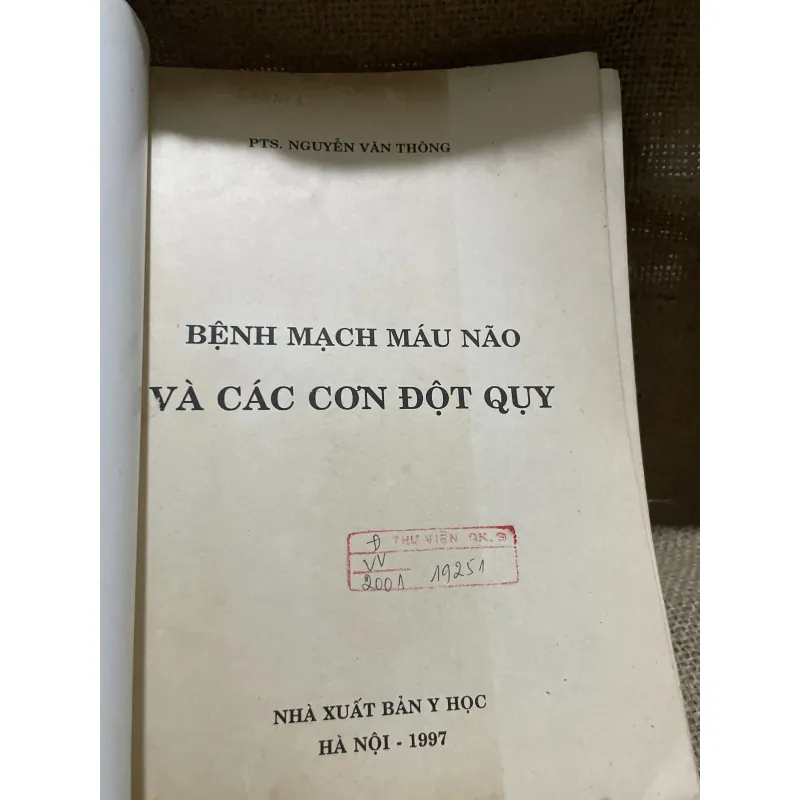 PTS. NGUYỄN VĂN THÔNG
BỆNH MẠCH MÁU NÃO
VÀ CÁC CƠN ĐỘT QỤY
Đ THƯ VIỆN QK.9
VV
2001 19251
NHÀ XUẤT BẢN Y HỌC
HÀ NỘI - 1997